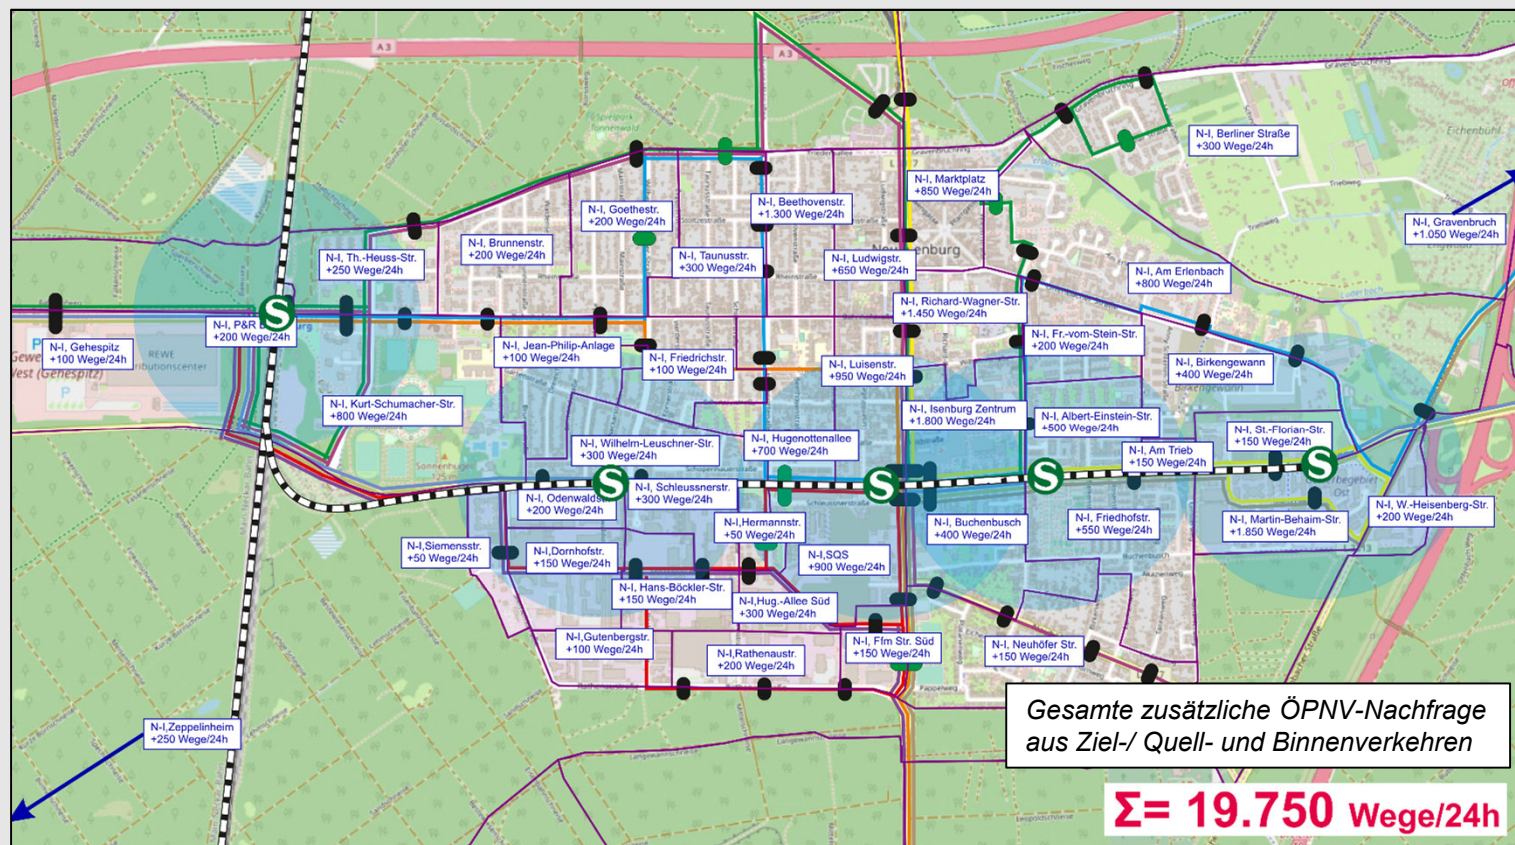 A 3
A 3
N-I, Berliner Straße
+300 Wege/24h
Eichenbühl
N-I, Marktplatz
+850 Wege/24h
N-I, Goethestr.
+200 Wege/24h
N-I, Beethovenstr.
+1.300 Wege/24h
N-I, Gravenbruch
+1.050 Wege/24h
N-I, Brunnenstr.
+200 Wege/24h
N-I, Th.-Heuss-Str.
+250 Wege/24h
N-I, Taunusstr.
+300 Wege/24h
N-I, Ludwigstr.
+650 Wege/24h
N-I, Am Erlenbach
+800 Wege/24h
N-I, Richard-Wagner-Str.
+1.450 Wege/24h
S
N-I, P&R B
+200 Wege/24h
N-I, Gehespitz
+100 Wege/24h
REWE
West (Gehespitz)
N-I, Jean-Philip-Anlage
+100 Wege/24h
N-I, Fr.-vom-Stein-Str.
+200 Wege/24h
N-I, Friedrichstr.
+100 Wege/24h
N-I, Luisenstr.
+950 Wege/24h
N-I, Birkengewann
+400 Wege/24h
Birkengewann
N-I, Kurt-Schumacher-Str.
+800 Wege/24h
N-I, Isenburg Zentrum
+1.800 Wege/24h
N-I, Albert-Einstein-Str.
+500 Wege/24h
N-I, St.-Florian-Str.
+150 Wege/24h
N-I, Wilhelm-Leuschner-Str.
+300 Wege/24h
N-I, Hugenottenallee
+700 Wege/24h
N-I, Am Trieb
+150 Wege/24h
S
S
S
S
N-I, Odenwaldst
+200 Wege/24h
N-I, Schleussnerstr.
+300 Wege/24h
N-I, W.-Heisenberg-Str.
+200 Wege/24h
N-I,Hermannstr.
+50 Wege/24h
N-I, Buchenbusch
+400 Wege/24h
N-I, Friedhofstr.
+550 Wege/24h
N-I, Martin-Behaim-Str.
+1.850 Wege/24h
N-I,Siemensstr.
+50 Wege/24h
N-I,Dornhofstr.
+150 Wege/24h
N-I,SQS
+900 Wege/24h
N-I, Hans-Böckler-Str.
+150 Wege/24h
N-I,Hug.-Allee Süd
+300 Wege/24h
N-I,Gutenbergstr.
+100 Wege/24h
N-I,Rathenaustr.
+200 Wege/24h
N-I, Ffm Str. Süd
+150 Wege/24h
N-I, Neuhöfer Str.
+150 Wege/24h
N-I,Zeppelinheim
+250 Wege/24h
Gesamte zusätzliche ÖPNV-Nachfrage
aus Ziel-/ Quell- und Binnenverkehren
Σ= 19.750 Wege/24h